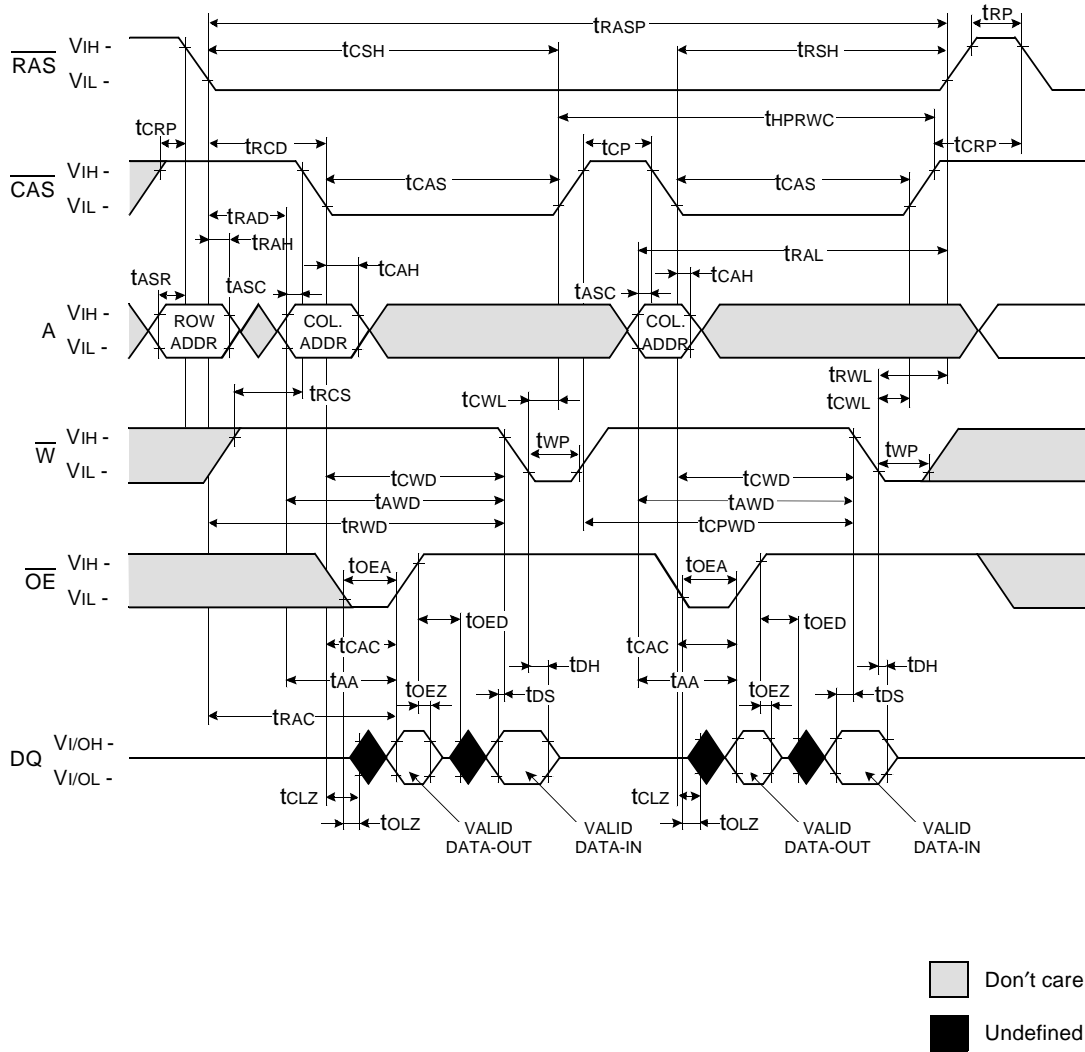 tRASP
tRP
tCSH
tRSH
RAS
VIH -
VIL -
tHPRWC
tCRP
tRCD
tCP
tCRP
CAS
VIH -
VIL -
tCAS
tCAS
tRAD
tRAH
tCAH
tRAL
tCAH
tASR
tASC
tASC
A
VIH -
VIL -
ROW
ADDR
COL.
ADDR
COL.
ADDR
tRCS
tCWL
tRWL
tCWL
W
VIH -
VIL -
tWP
tWP
tCWD
tCWD
tAWD
tAWD
tRWD
tCPWD
OE
VIH -
VIL -
tOEA
tOEA
tOED
tOED
tCAC
tCAC
tDH
tDH
tAA
tAA
tOEZ
tOEZ
tDS
tDS
tRAC
DQ
VI/OH -
VI/OL -
tCLZ
tCLZ
tOLZ
tOLZ
VALID
DATA-OUT
VALID
DATA-IN
VALID
DATA-OUT
VALID
DATA-IN
Don′t care
Undefined